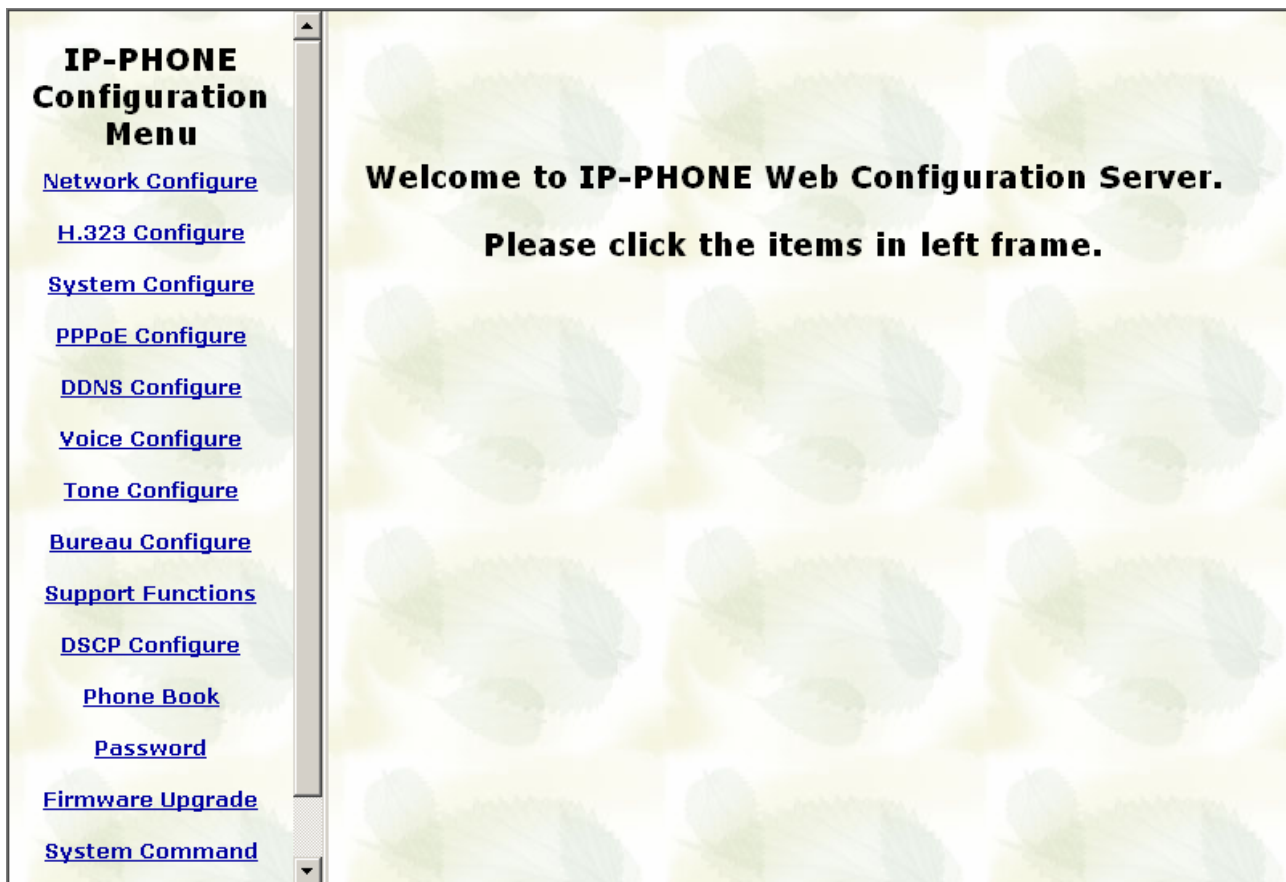 IP-PHONE
Configuration
Menu
Network Configure
H.323 Configure
System Configure
PPPoE Configure
DDNS Configure
Voice Configure
Tone Configure
Bureau Configure
Support Functions
DSCP Configure
Phone Book
Password
Firmware Upgrade
System Command
Welcome to IP-PHONE Web Configuration Server.
Please click the items in left frame.